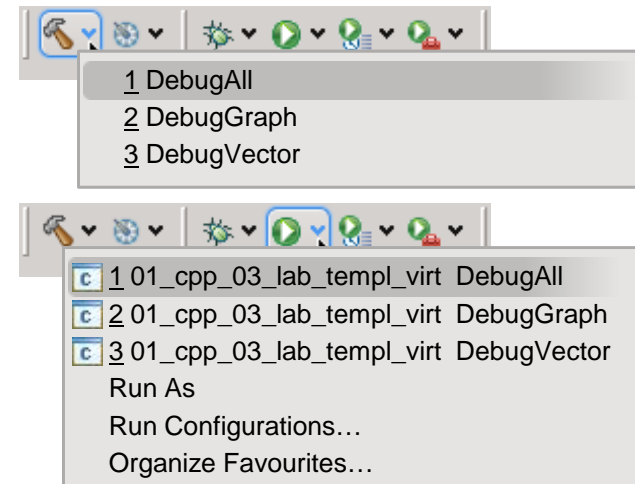 1 DebugAll
2 DebugGraph
3 DebugVector
c 1 01_cpp_03_lab_templ_virt DebugAll
c 2 01_cpp_03_lab_templ_virt DebugGraph
c 3 01_cpp_03_lab_templ_virt DebugVector
Run As
Run Configurations…
Organize Favourites…